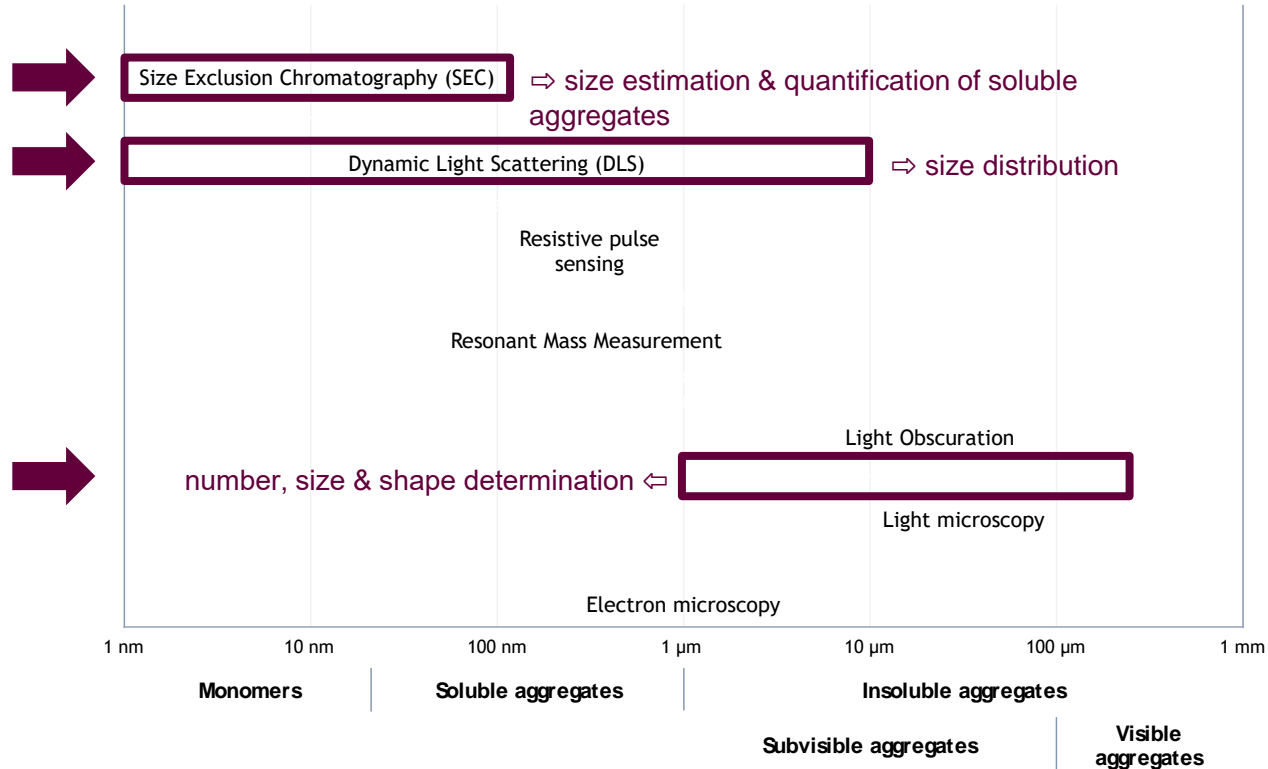 Size Exclusion Chromatography (SEC)
⇨ size estimation & quantification of soluble
aggregates
Dynamic Light Scattering (DLS)
⇨ size distribution
Resistive pulse
sensing
Resonant Mass Measurement
Light Obscuration
number, size & shape determination ⇦
Light microscopy
Electron microscopy
1 nm
10 nm
100 nm
1 µm
10 µm
100 µm
1 mm
Monomers
Soluble aggregates
Insoluble aggregates
Subvisible aggregates
Visible
aggregates